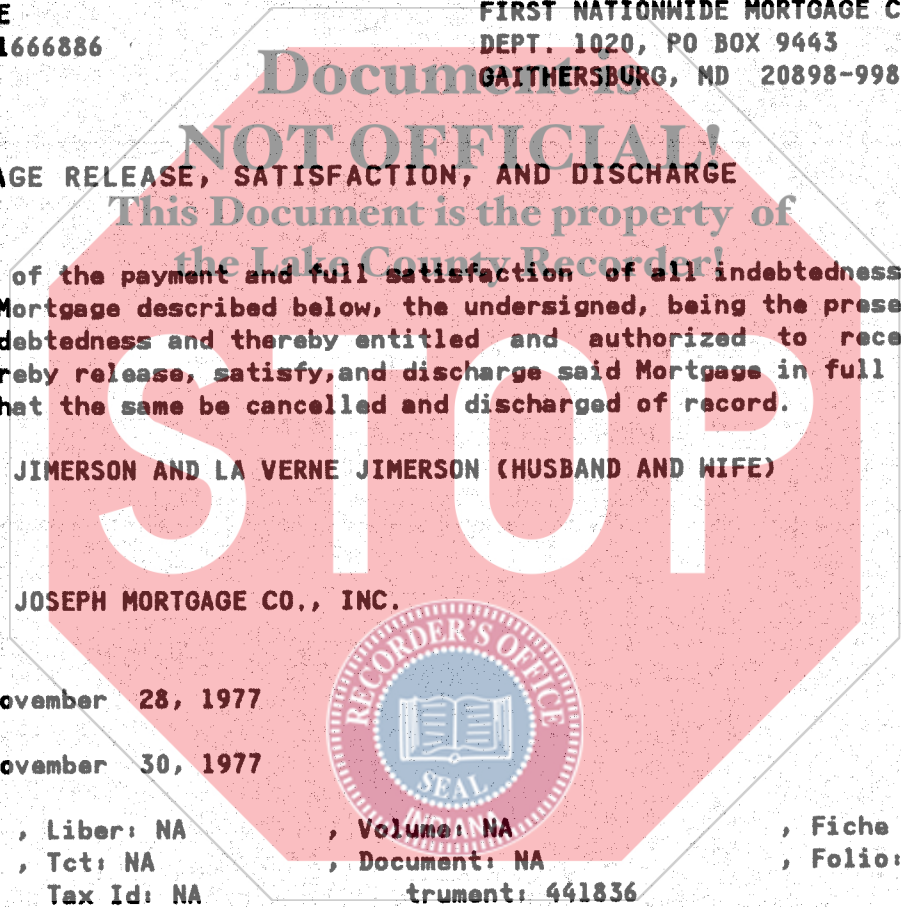 E
FIRST NATIONWIDE MORTGAGE C
1666886
DEPT. 1020, PO BOX 9443
GAITHERSBURG, MD 20898-998
Document is
NOT OFFICIAL!
AGE RELEASE, SATISFACTION, AND DISCHARGE
This Document is the property of
the Lake County Recorder!
of the payment and full satisfaction of all indebtedness
Mortgage described below, the undersigned, being the prese
debtedness and thereby entitled and authorized to rece
reby release, satisfy,and discharge said Mortgage in full
hat the same be cancelled and discharged of record.
STOP
JIMERSON AND LA VERNE JIMERSON (HUSBAND AND WIFE)
JOSEPH MORTGAGE CO., INC.
RECORDER'S OFFICE
SEAL
INDIANA
ovember 28, 1977
ovember 30, 1977
, Liber: NA , Volume: NA , Fiche
, Tct: NA , Document: NA , Folio:
Tax Id: NA trument: 441836